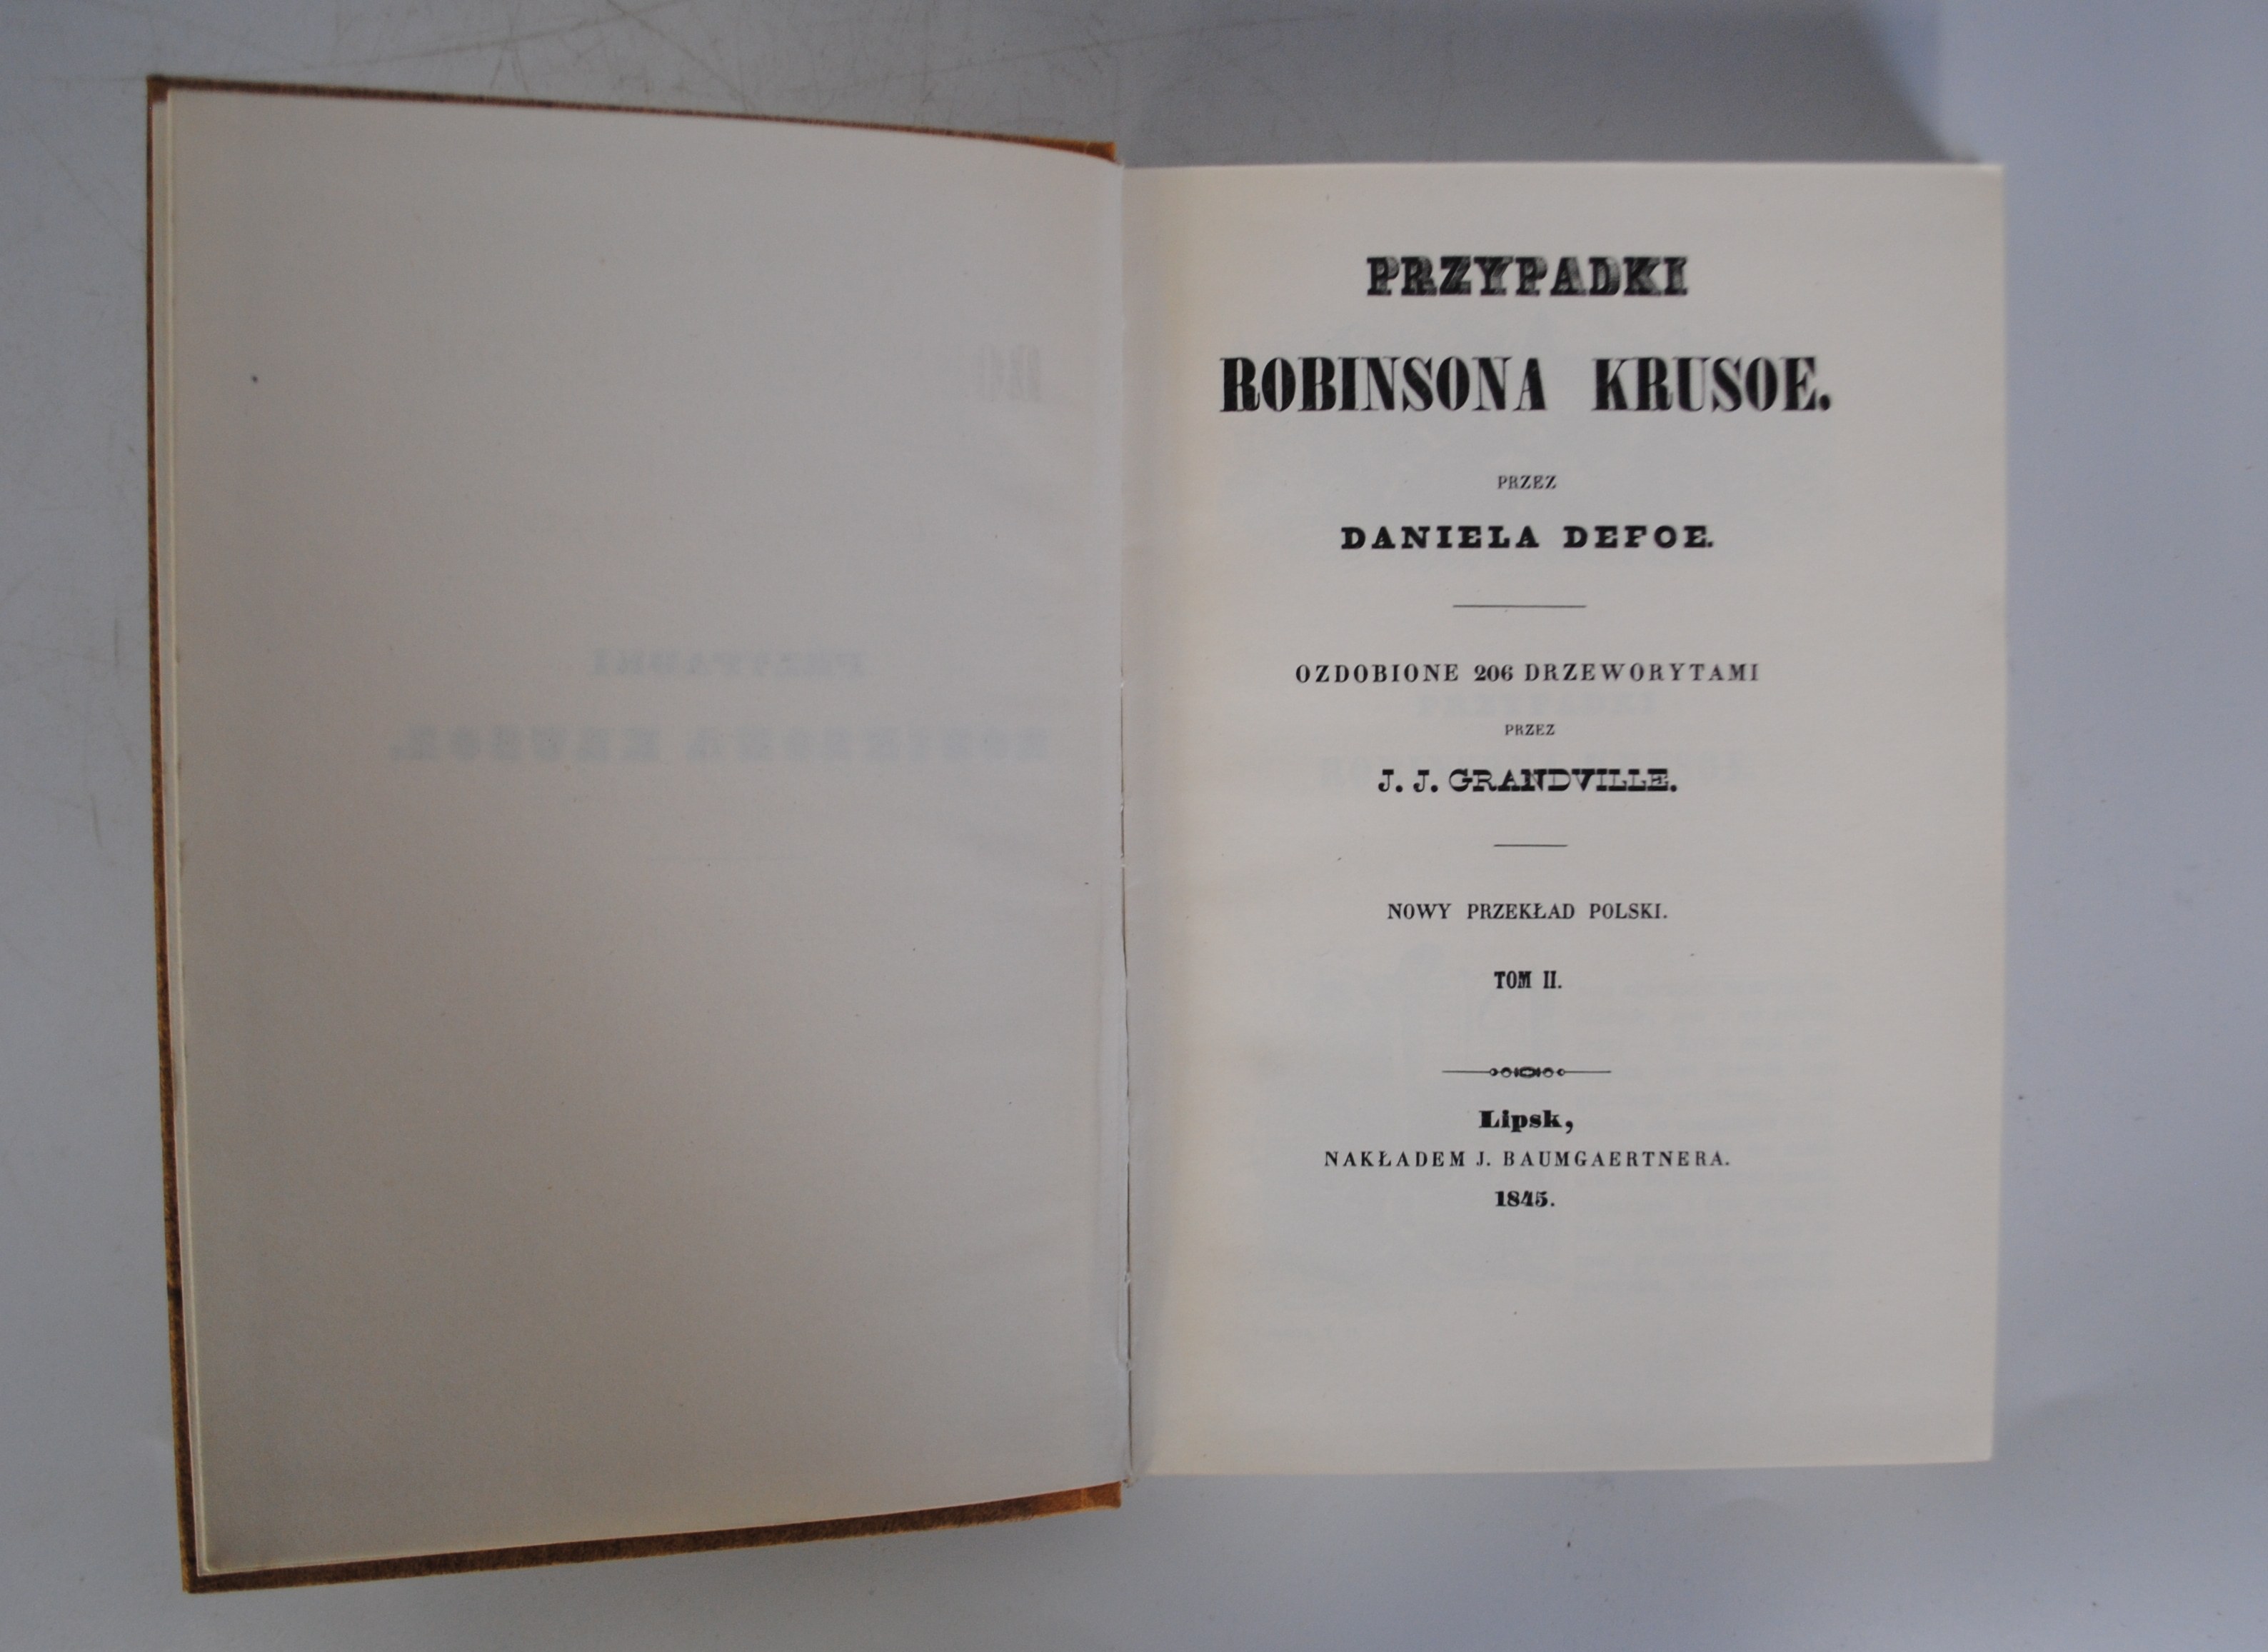 PRZYPADKI
ROBINSONA KRUSOE.
PRZEZ
DANIELA DEFOE.
OZDOBIONE 206 DRZEWORYTAMI
PRZEZ
J. J. GRANDVILLE.
NOWY PRZEKŁAD POLSKI.
TOM II.
Lipsk,
NAKŁADEM J. BAUMGAERTNERA.
1845.